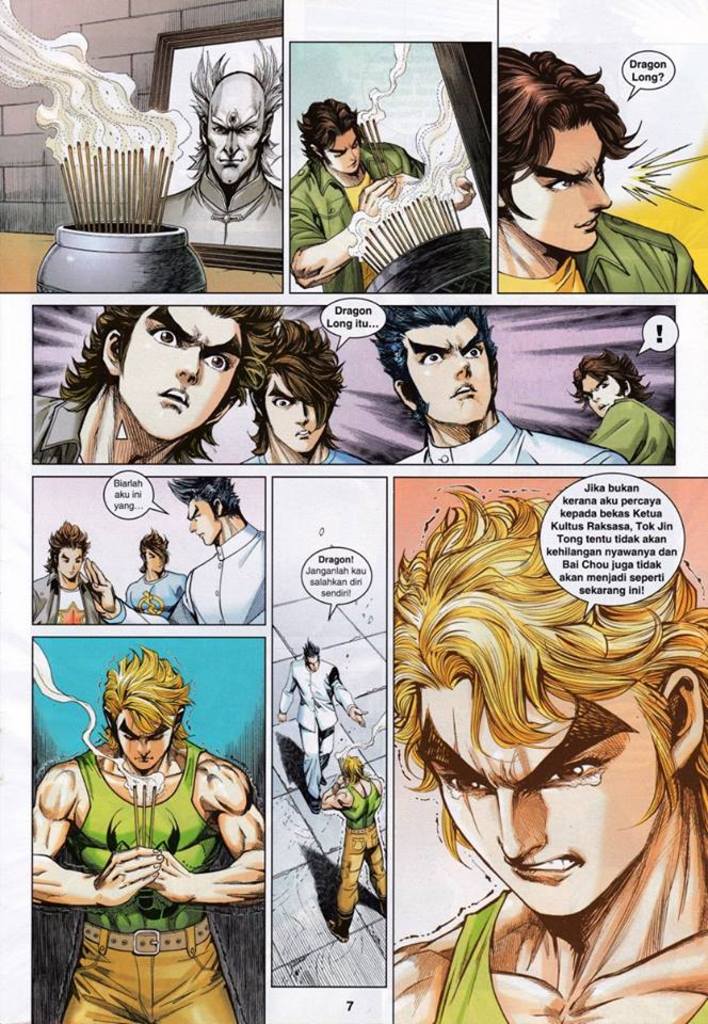 Dragon
Long?
Dragon
Long itu...
!
Biarlah
aku ini
yang...
Dragon!
Janganlah kau
salahkan diri
sendiri!
Jika bukan
kerana aku percaya
kepada bekas Ketua
Kultus Raksasa, Tok Jin
Tong tentu tidak akan
kehilangan nyawanya dan
Bai Chou juga tidak
akan menjadi seperti
sekarang ini!
7